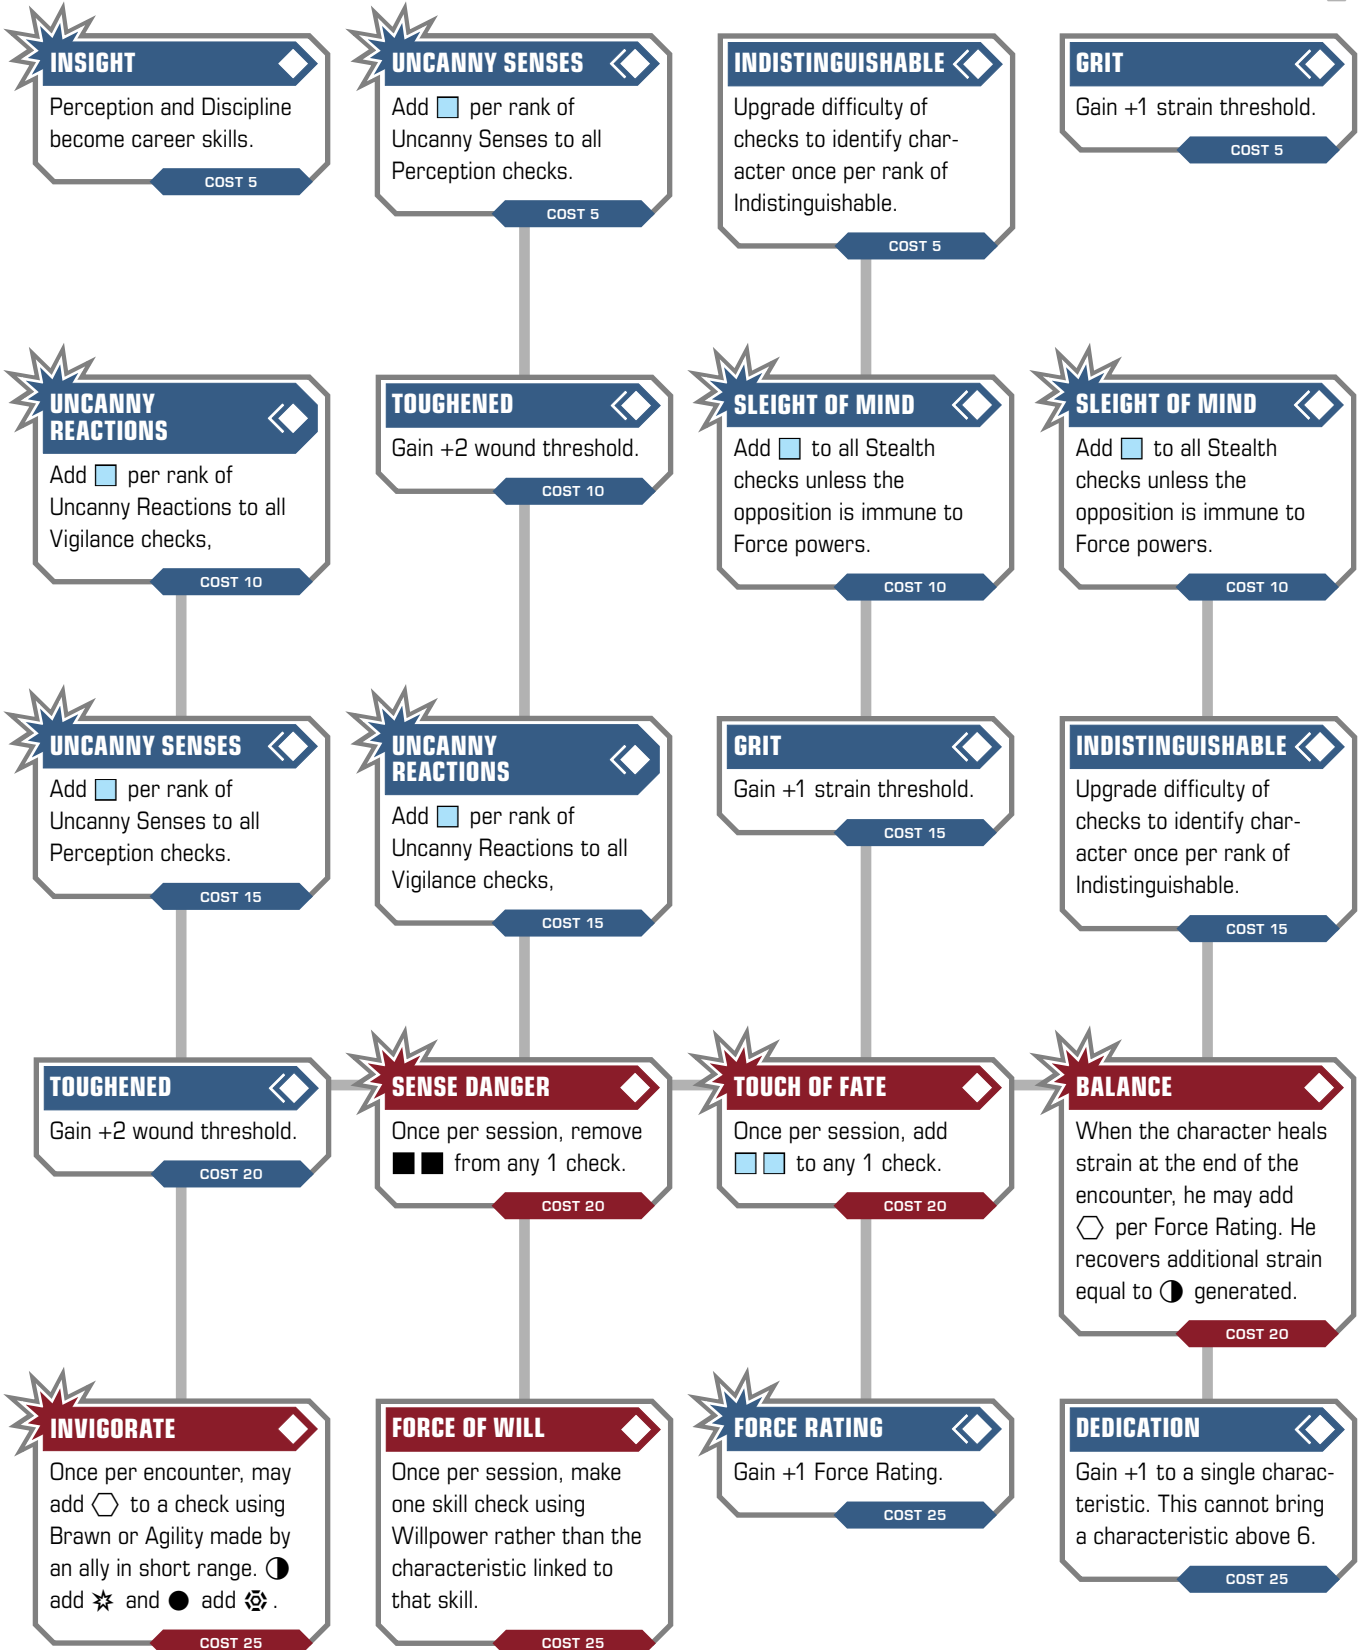 INSIGHT
Perception and Discipline
become career skills.
COST 5
UNCANNY SENSES
Add per rank of
Uncanny Senses to all
Perception checks.
COST 5
INDISTINGUISHABLE
Upgrade difficulty of
checks to identify char-
acter once per rank of
Indistinguishable.
COST 5
GRIT
Gain +1 strain threshold.
COST 5
UNCANNY
REACTIONS
Add per rank of
Uncanny Reactions to all
Vigilance checks,
COST 10
TOUGHENED
Gain +2 wound threshold.
COST 10
SLEIGHT OF MIND
Add to all Stealth
checks unless the
opposition is immune to
Force powers.
COST 10
SLEIGHT OF MIND
Add to all Stealth
checks unless the
opposition is immune to
Force powers.
COST 10
UNCANNY SENSES
Add per rank of
Uncanny Senses to all
Perception checks.
COST 15
UNCANNY
REACTIONS
Add per rank of
Uncanny Reactions to all
Vigilance checks,
COST 15
GRIT
Gain +1 strain threshold.
COST 15
INDISTINGUISHABLE
Upgrade difficulty of
checks to identify char-
acter once per rank of
Indistinguishable.
COST 15
TOUGHENED
Gain +2 wound threshold.
COST 20
SENSE DANGER
Once per session, remove
from any 1 check.
COST 20
TOUCH OF FATE
Once per session, add
to any 1 check.
COST 20
BALANCE
When the character heals
strain at the end of the
encounter, he may add
per Force Rating. He
recovers additional strain
equal to generated.
COST 20
INVIGORATE
Once per encounter, may
add to a check using
Brawn or Agility made by
an ally in short range.
add and add .
COST 25
FORCE OF WILL
Once per session, make
one skill check using
Willpower rather than the
characteristic linked to
that skill.
COST 25
FORCE RATING
Gain +1 Force Rating.
COST 25
DEDICATION
Gain +1 to a single charac-
teristic. This cannot bring
a characteristic above 6.
COST 25